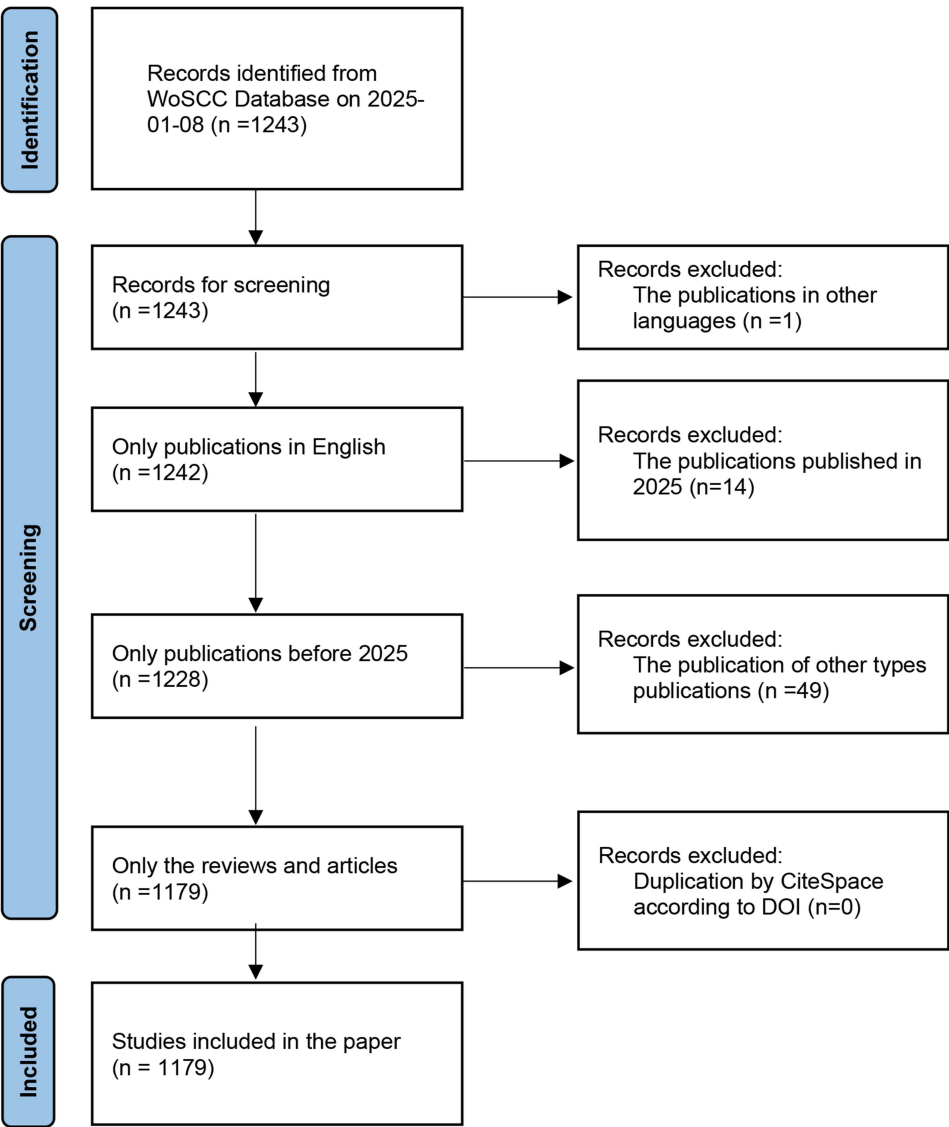 Identification
Records identified from
WoSCC Database on 2025-
01-08 (n =1243)
Screening
Records for screening
(n =1243)
Records excluded:
The publications in other
languages (n =1)
Only publications in English
(n =1242)
Records excluded:
The publications published in
2025 (n=14)
Only publications before 2025
(n =1228)
Records excluded:
The publication of other types
publications (n =49)
Only the reviews and articles
(n =1179)
Records excluded:
Duplication by CiteSpace
according to DOI (n=0)
Included
Studies included in the paper
(n = 1179)